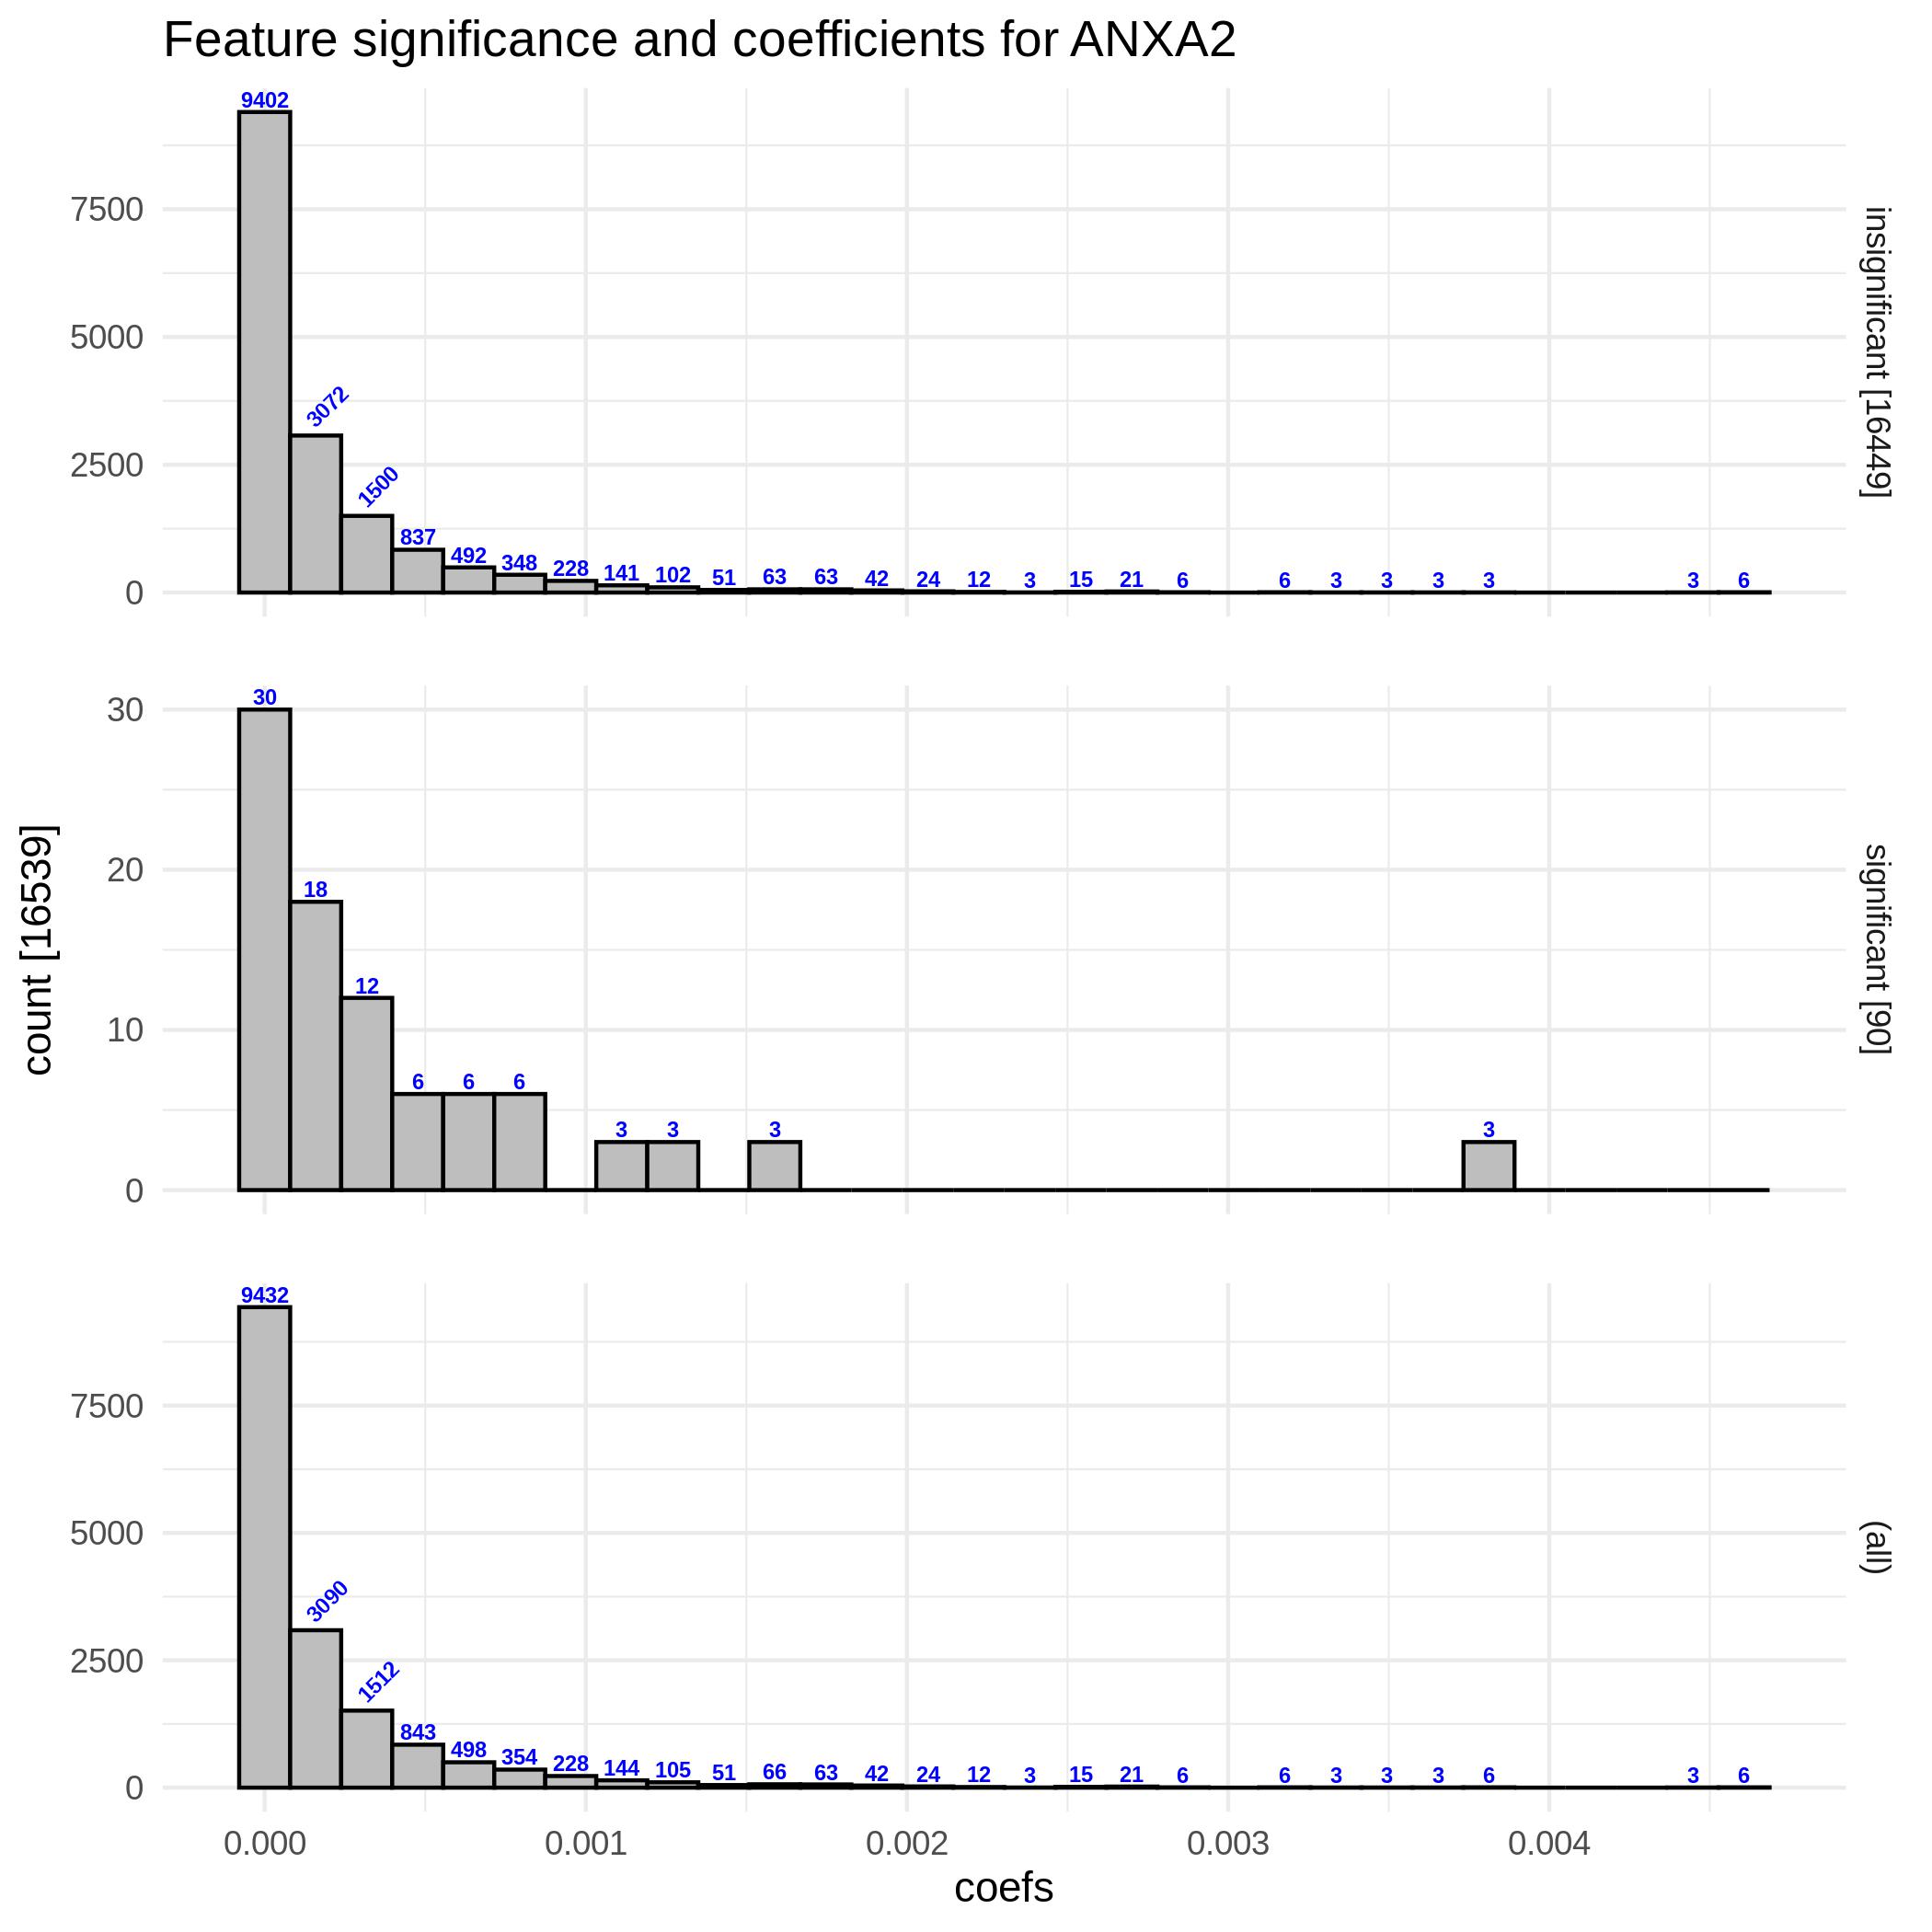 Feature significance and coefficients for ANXA2
count [16539]
9402
3072
1500
837 492 348 228 141 102 51 63 63 42 24 12 3 15 21 6 6 3 3 3 3 3 6
7500
5000
2500
0
insignificant [16449]
30
18
12
6 6 6
3 3 3 3
30
20
10
0
significant [90]
9432
3090
1512
843 498 354 228 144 105 51 66 63 42 24 12 3 15 21 6 6 3 3 3 6 3 6
7500
5000
2500
0
(all)
0.000 0.001 0.002 0.003 0.004
coefs